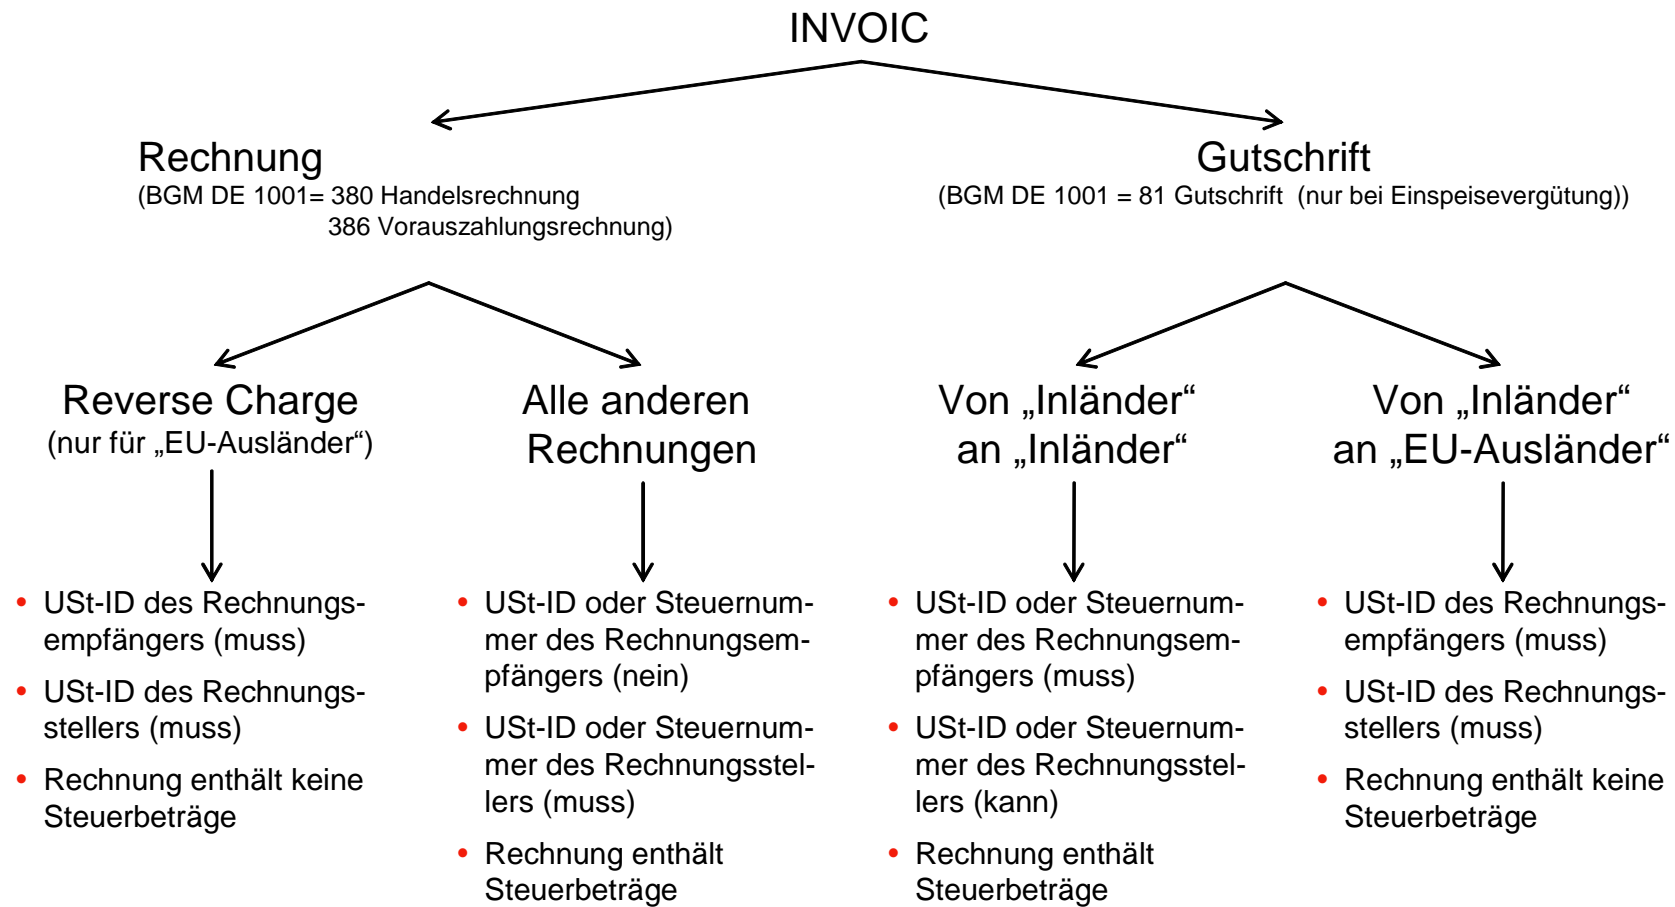 INVOIC
Rechnung
(BGM DE 1001= 380 Handelsrechnung
386 Vorauszahlungsrechnung)
Gutschrift
(BGM DE 1001 = 81 Gutschrift (nur bei Einspeisevergütung))
Reverse Charge
(nur für „EU-Ausländer“)
Alle anderen
Rechnungen
Von „Inländer“
an „Inländer“
Von „Inländer“
an „EU-Ausländer“
• USt-ID des Rechnungs-
empfängers (muss)
• USt-ID des Rechnungs-
stellers (muss)
• Rechnung enthält keine
Steuerbeträge
• USt-ID oder Steuernum-
mer des Rechnungsem-
pfängers (nein)
• USt-ID oder Steuernum-
mer des Rechnungsstel-
lers (muss)
• Rechnung enthält
Steuerbeträge
• USt-ID oder Steuernum-
mer des Rechnungsem-
pfängers (muss)
• USt-ID oder Steuernum-
mer des Rechnungsstel-
lers (kann)
• Rechnung enthält
Steuerbeträge
• USt-ID des Rechnungs-
empfängers (muss)
• USt-ID des Rechnungs-
stellers (muss)
• Rechnung enthält keine
Steuerbeträge